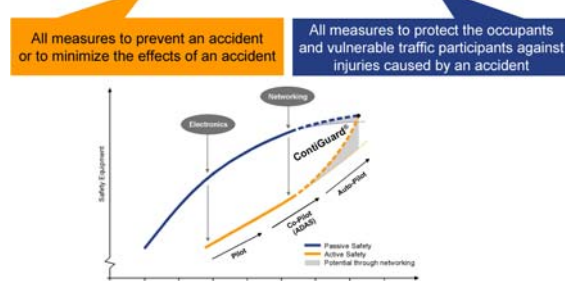 All measures to prevent an accident
or to minimize the effects of an accident
All measures to protect the occupants
and vulnerable traffic participants against
injuries caused by an accident
Networking
Electronics
ContiGuard®
Safety Equipment
Pilot
Co-Pilot
(ADAS)
Auto-Pilot
Passive Safety
Active Safety
Potential through networking